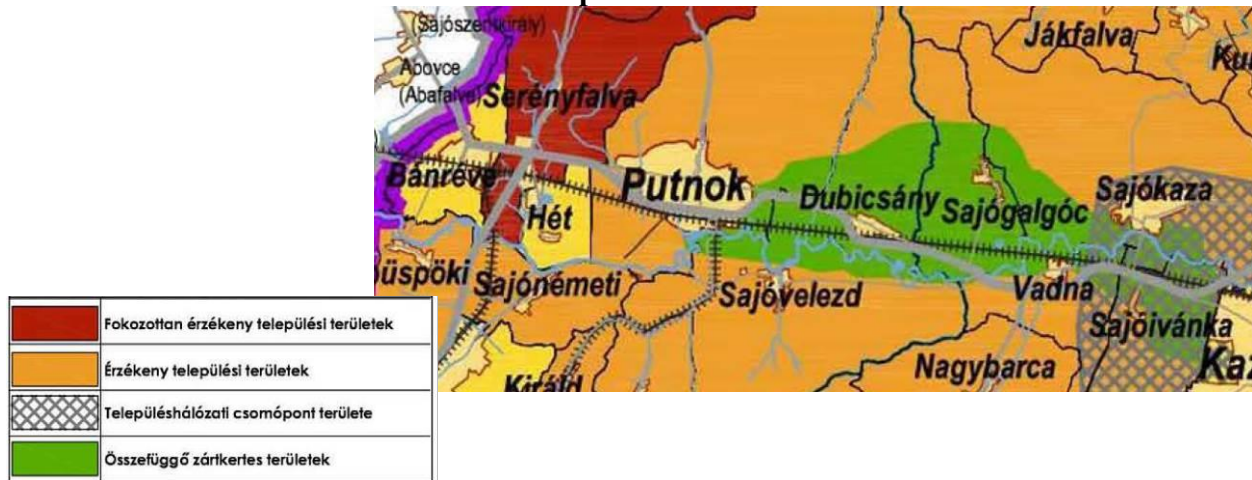 (Sajószentkirály)
Abovce
(Abafalva)
Serényfalva
Jákfalva
Bánréve
Hét
Putnok
Dubicsány
Sajógalgóc
Sajókaza
Sajónémeti
Sajóvelezd
Vadna
Sajóivánka
Nagybarca
Királd
Fokozottan érzékeny települési területek
Érzékeny települési területek
Településhálózati csomópont területe
Összefüggő zártkertes területek